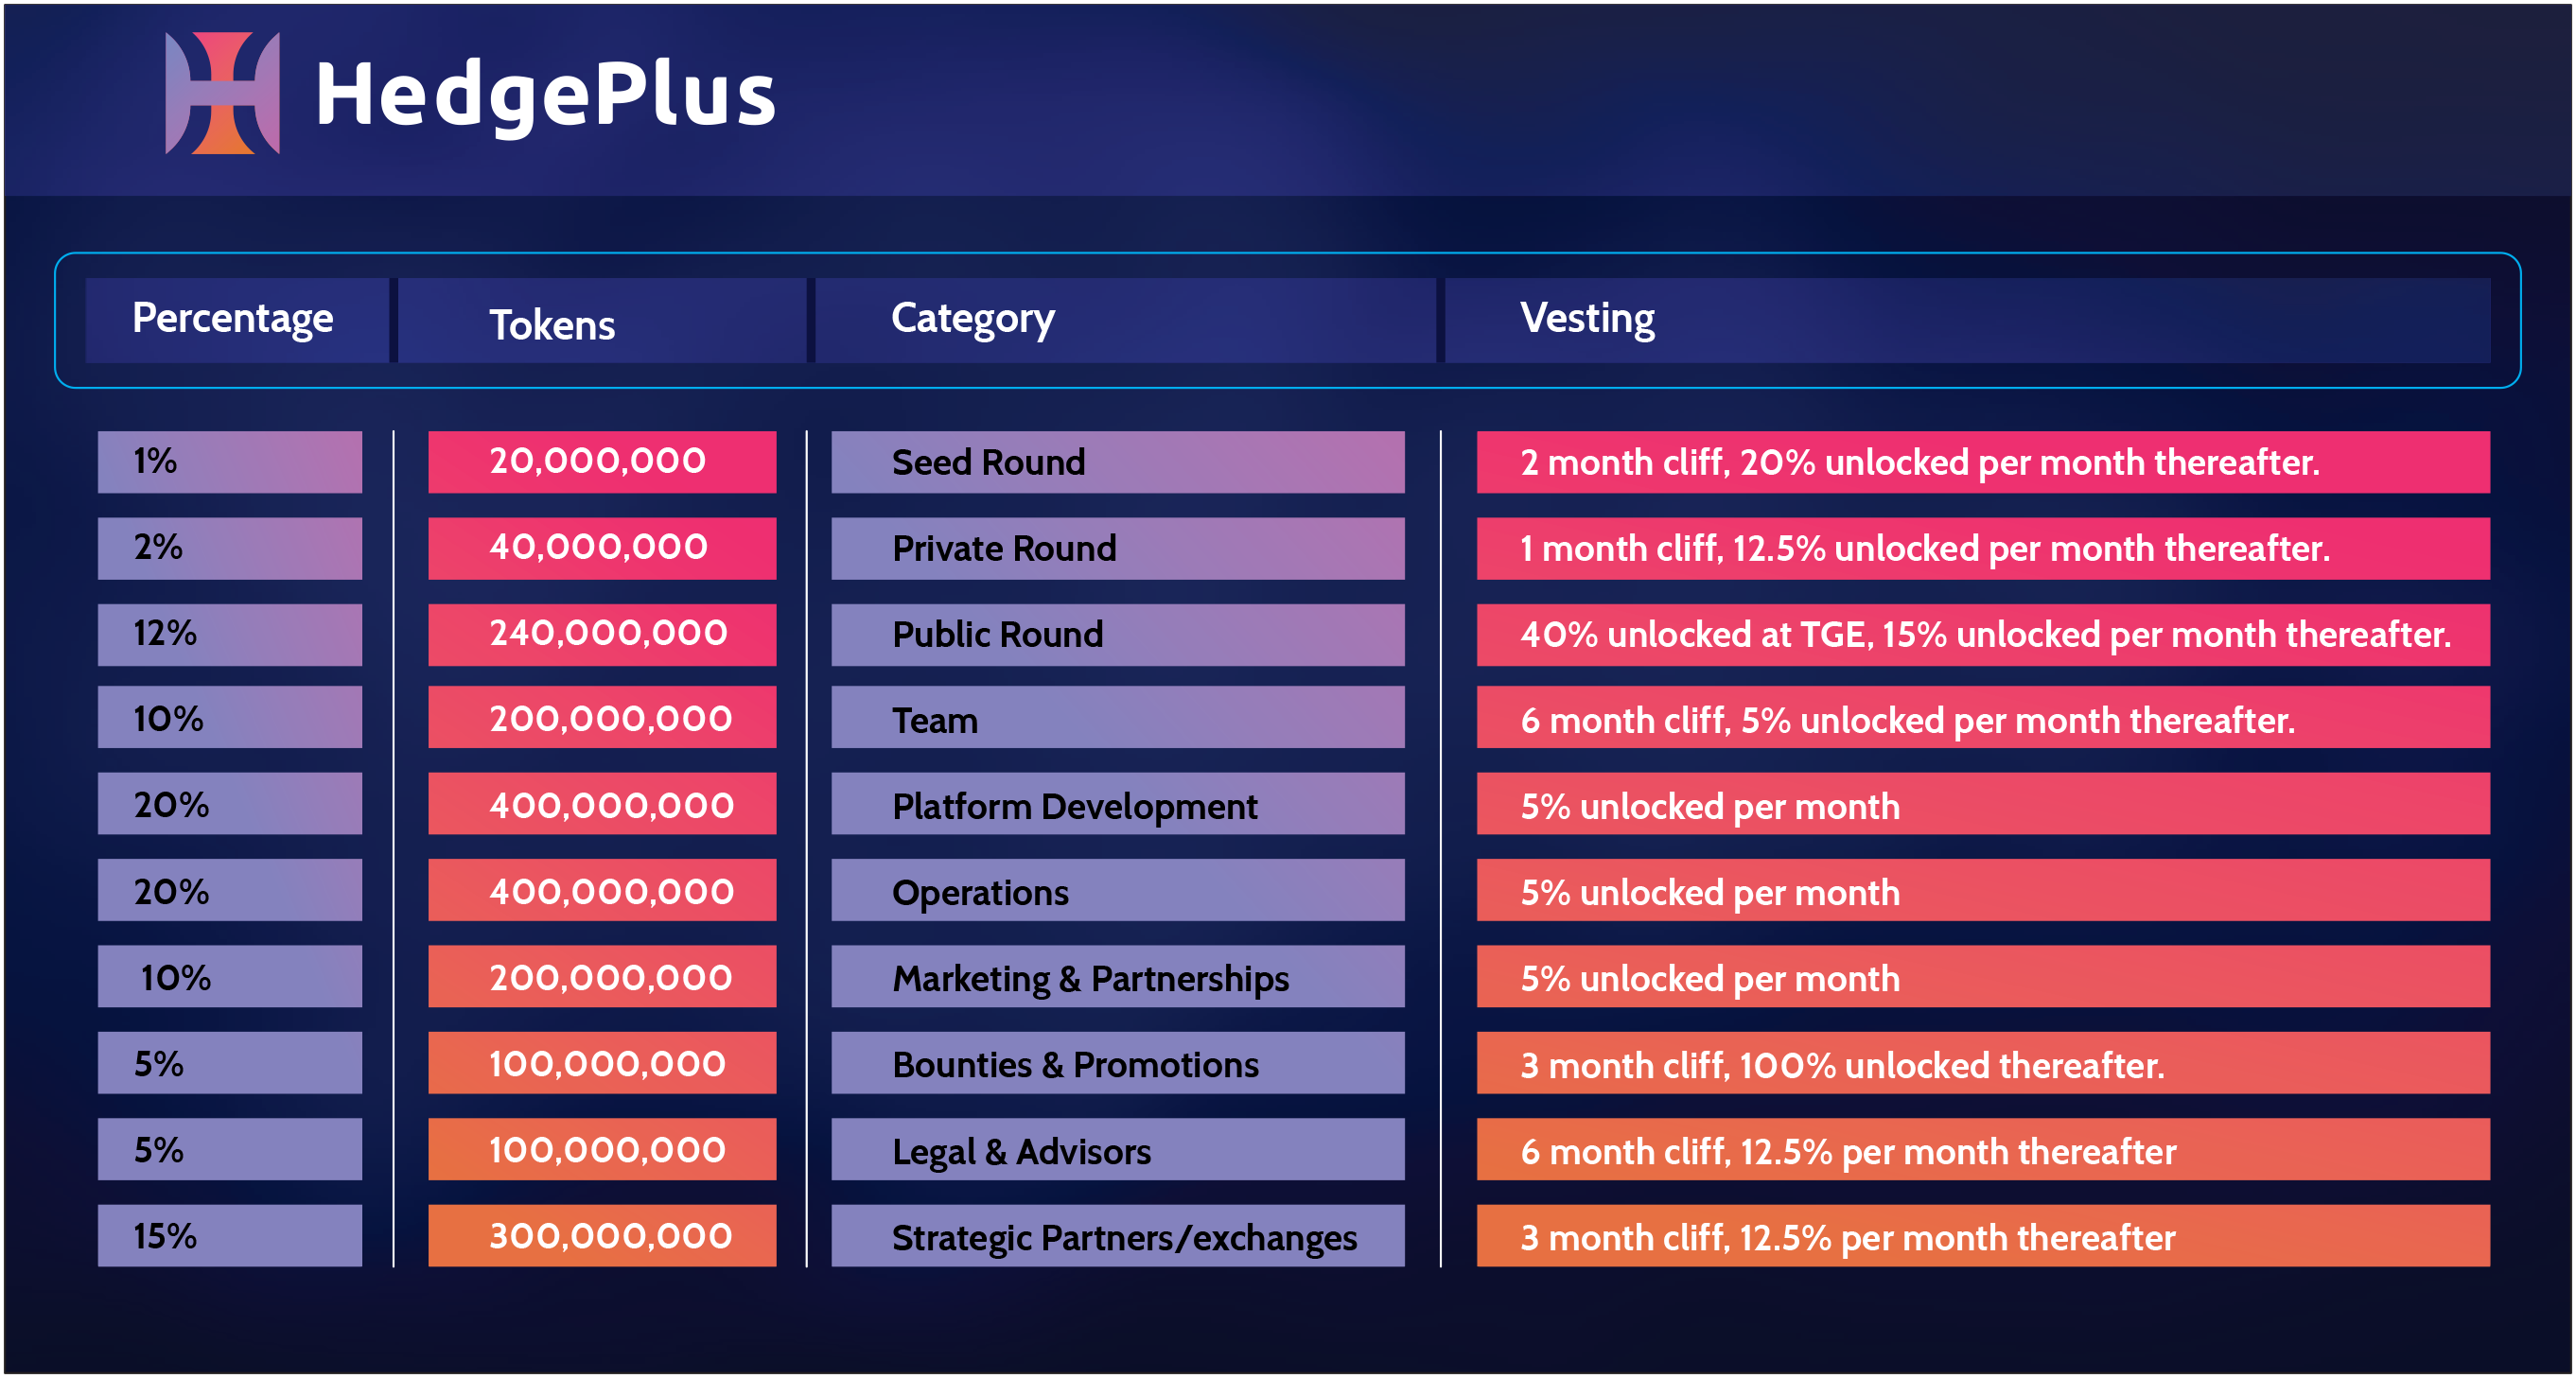 HedgePlus
Percentage Tokens Category Vesting
1% 20,000,000 Seed Round 2 month cliff, 20% unlocked per month thereafter.
2% 40,000,000 Private Round 1 month cliff, 12.5% unlocked per month thereafter.
12% 240,000,000 Public Round 40% unlocked at TGE, 15% unlocked per month thereafter.
10% 200,000,000 Team 6 month cliff, 5% unlocked per month thereafter.
20% 400,000,000 Platform Development 5% unlocked per month
20% 400,000,000 Operations 5% unlocked per month
10% 200,000,000 Marketing & Partnerships 5% unlocked per month
5% 100,000,000 Bounties & Promotions 3 month cliff, 100% unlocked thereafter.
5% 100,000,000 Legal & Advisors 6 month cliff, 12.5% per month thereafter
15% 300,000,000 Strategic Partners/exchanges 3 month cliff, 12.5% per month thereafter